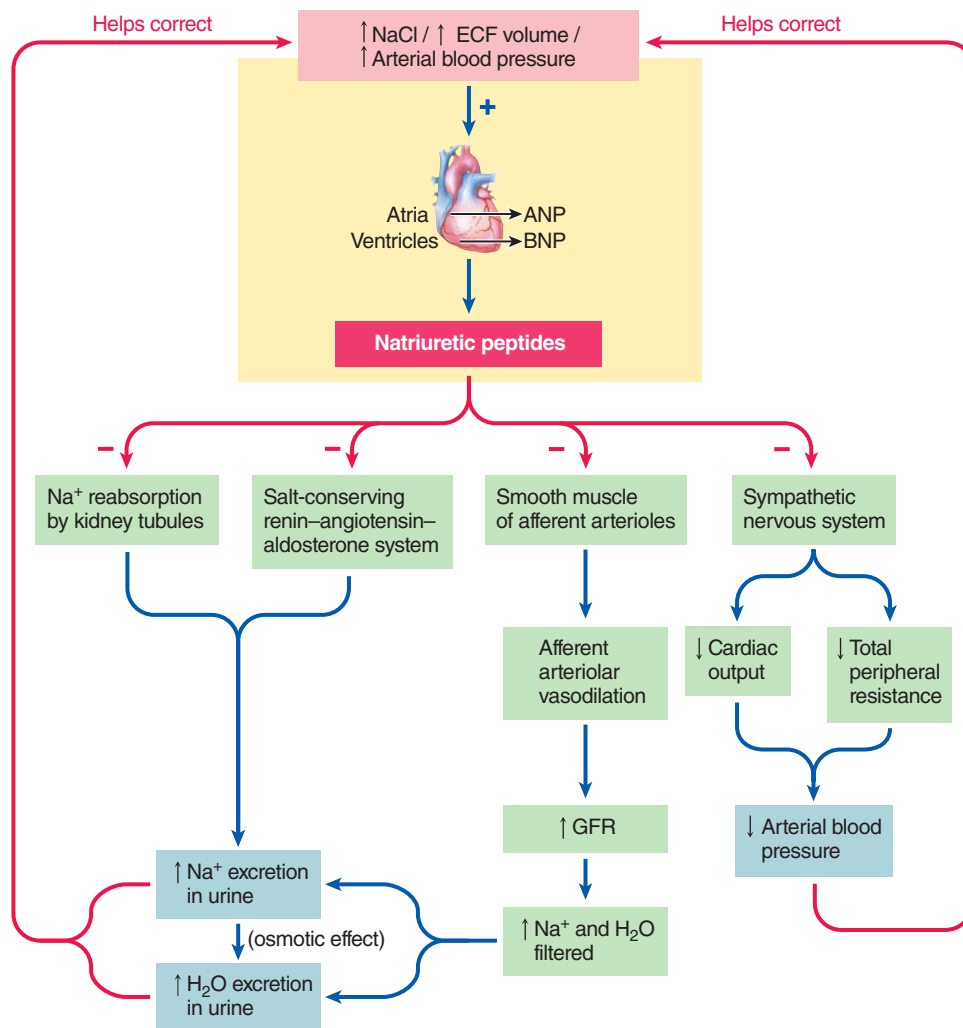 Helps correct
Helps correct
↑NaCl / ↑ ECF volume /
↑Arterial blood pressure
+
Atria
ANP
Ventricles
BNP
Natriuretic peptides
–
–
–
–
Na⁺ reabsorption
by kidney tubules
Salt-conserving
renin–angiotensin–
aldosterone system
Smooth muscle
of afferent arterioles
Sympathetic
nervous system
Afferent
arteriolar
vasodilation
↓ Cardiac
output
↓ Total
peripheral
resistance
↑ GFR
↓ Arterial blood
pressure
↑ Na⁺ excretion
in urine
(osmotic effect)
↑ H₂O excretion
in urine
↑ Na⁺ and H₂O
filtered